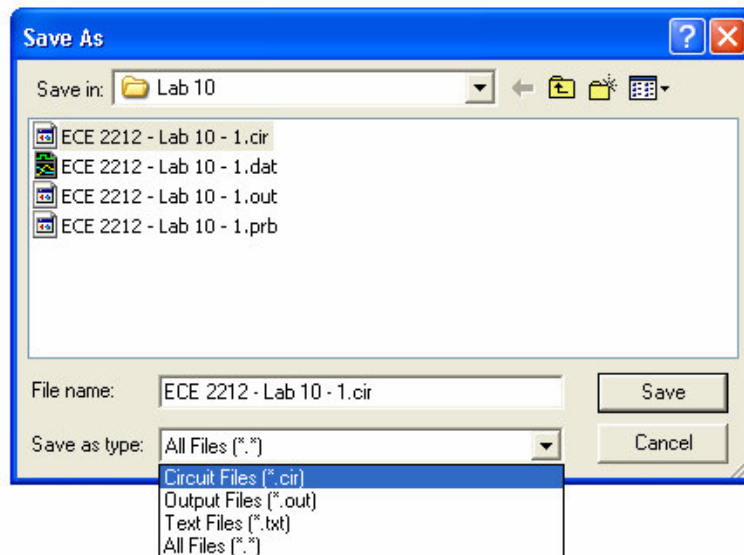 Save As
Save in: Lab 10
ECE 2212 - Lab 10 - 1.cir
ECE 2212 - Lab 10 - 1.dat
ECE 2212 - Lab 10 - 1.out
ECE 2212 - Lab 10 - 1.prb
File name: ECE 2212 - Lab 10 - 1.cir Save
Save as type: All Files (*.*) Cancel
Circuit Files (*.cir)
Output Files (*.out)
Text Files (*.txt)
All Files (*.*)